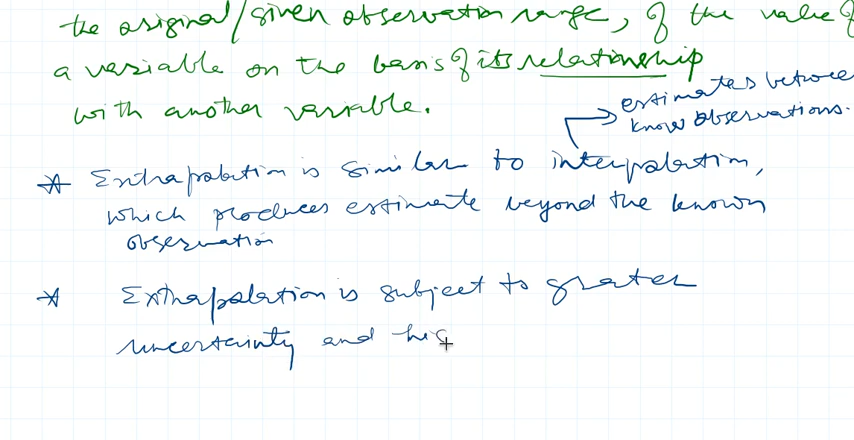 the original/given observation range, of the value of
a variable on the basis of its relationship
with another variable.
estimates betwee
know observations.
* Extrapolation is similar to interpolation,
which produces estimate beyond the known
observation
* Extrapolation is subject to greater
uncertainty and hig